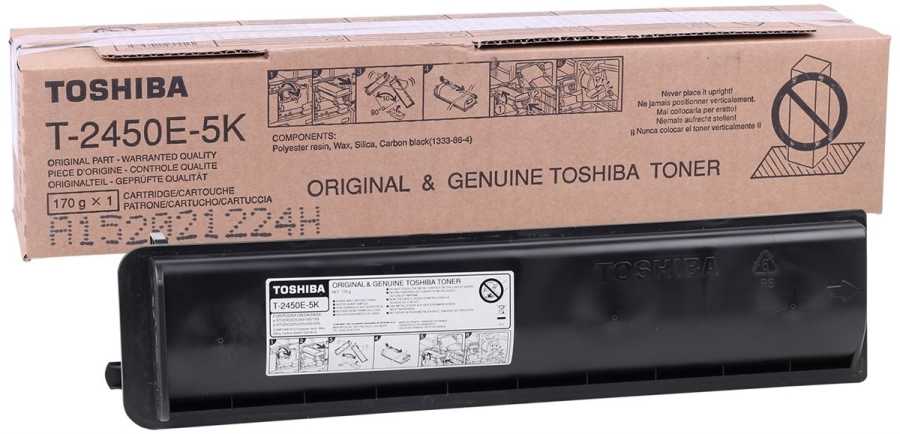 TOSHIBA
T-2450E-5K
ORIGINAL PART - WARRANTED QUALITY
PIECE D'ORIGINE - CONTROLE QUALITE
ORIGINALTEIL - GEPRÜFTE QUALITÄT
170 g × 1
CARTRIDGE/CARTOUCHE
PATRONE/CARTUCHO/CARTUCCIA
A152821224H
COMPONENTS:
Polyester resin, Wax, Silica, Carbon black(1333-86-4)
ORIGINAL & GENUINE TOSHIBA TONER
Never place it upright!
Ne jamais positionner verticalement.
Mai collocarla per eretto!
Niemals aufrecht stellen!
¡¡ Nunca colocar el toner verticalmente !!
TOSHIBA
T-2450E-5K
ORIGINAL & GENUINE TOSHIBA TONER
TOSHIBA
PS